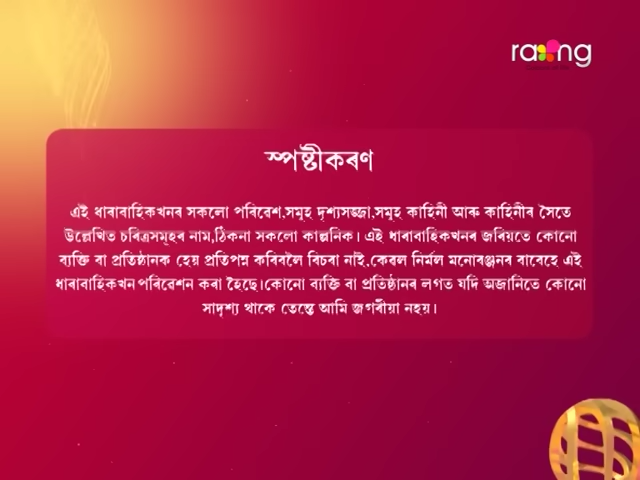 rang
স্পষ্টীকৰণ
এই ধাৰাবাহিকখনৰ সকলো পৰিৱেশ,সমূহ দৃশ্যসজ্জা,সমূহ কাহিনী আৰু কাহিনীৰ সৈতে
উল্লেখিত চৰিত্ৰসমূহৰ নাম,ঠিকনা সকলো কাল্পনিক। এই ধাৰাবাহিকখনৰ জৰিয়তে কোনো
ব্যক্তি বা প্ৰতিষ্ঠানক হেয় প্ৰতিপন্ন কৰিবলৈ বিচৰা নাই,কেৱল নিৰ্মল মনোৰঞ্জনৰ বাবেহে এই
ধাৰাবাহিকখন পৰিৱেশন কৰা হৈছে।কোনো ব্যক্তি বা প্ৰতিষ্ঠানৰ লগত যদি অজানিতে কোনো
সাদৃশ্য থাকে তেন্তে আমি জগৰীয়া নহয়।